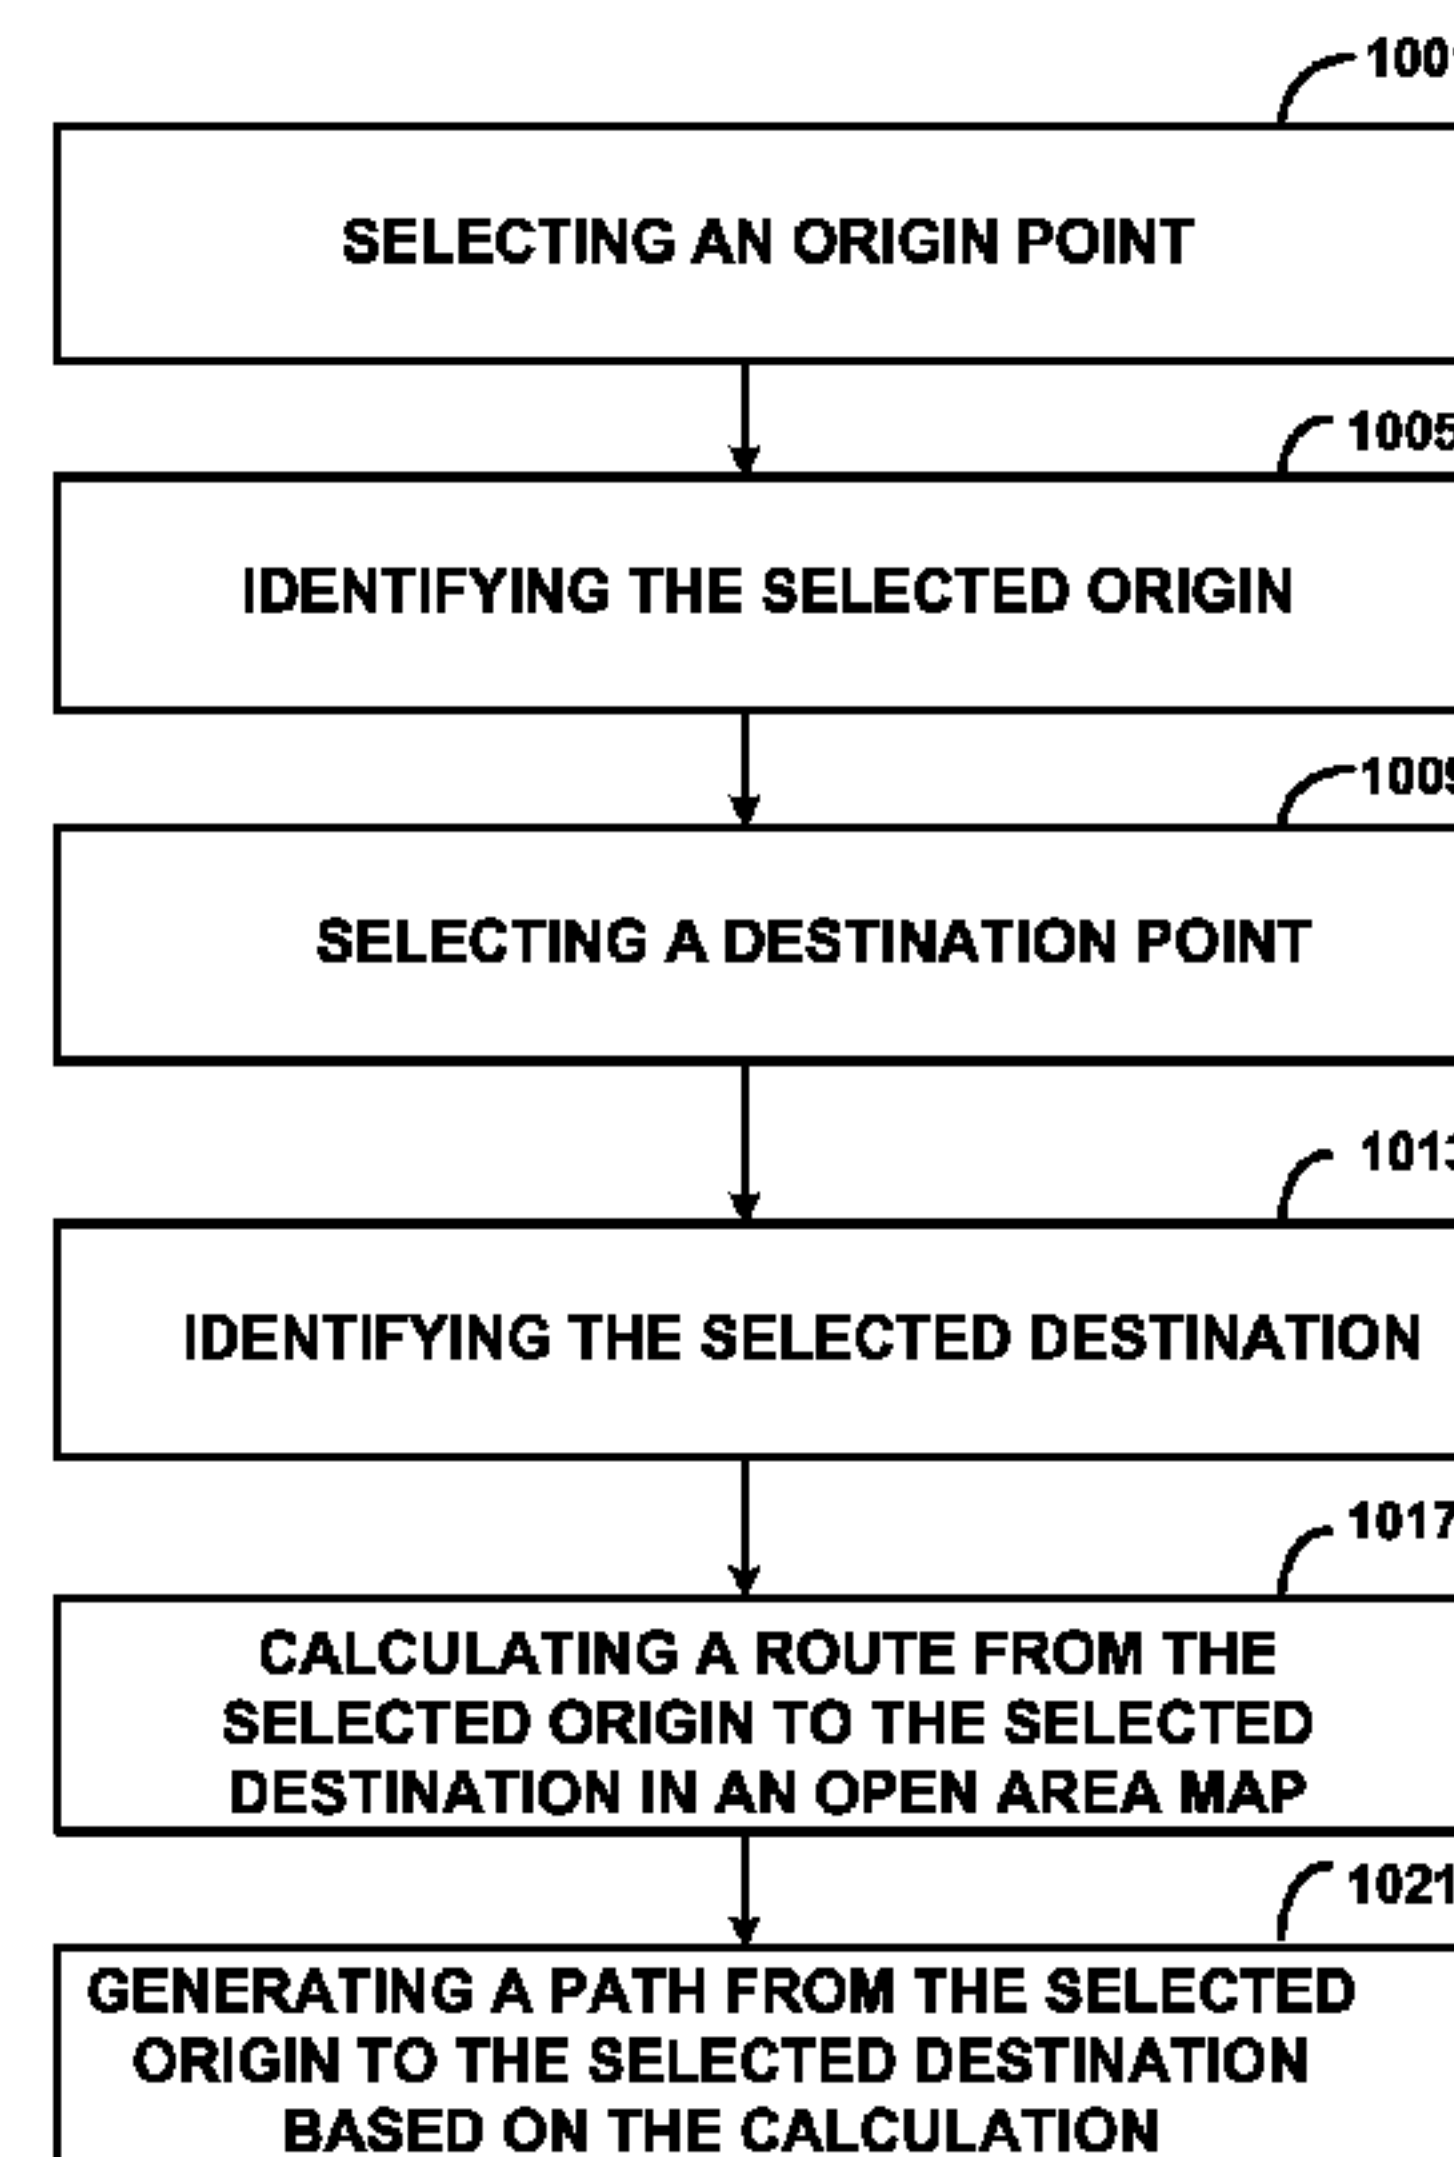 1001
SELECTING AN ORIGIN POINT
1005
IDENTIFYING THE SELECTED ORIGIN
1009
SELECTING A DESTINATION POINT
1013
IDENTIFYING THE SELECTED DESTINATION
1017
CALCULATING A ROUTE FROM THE
SELECTED ORIGIN TO THE SELECTED
DESTINATION IN AN OPEN AREA MAP
1021
GENERATING A PATH FROM THE SELECTED
ORIGIN TO THE SELECTED DESTINATION
BASED ON THE CALCULATION